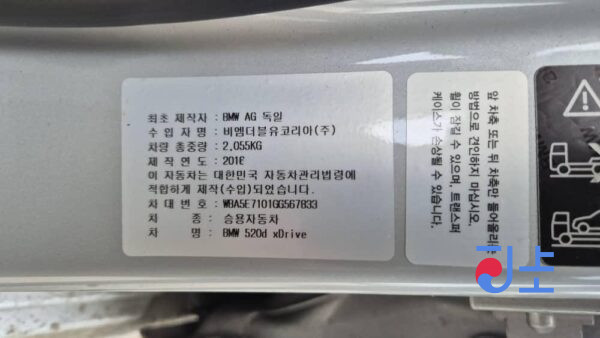 최초 제작자 : BMW AG 독일
수 입 자 명 : 비엠더블유코리아(주)
차량 총중량 : 2,055KG
제 작 연 도 : 2016
이 자동차는 대한민국 자동차관리법령에
적합하게 제작(수입)되었습니다.
차 대 번 호 : WBA5E7101GG567833
차 종 : 승용자동차
차 명 : BMW 520d xDrive
앞 차축 또는 뒤 차축만 들어올리는
방법으로 견인하지 마십시오.
휠이 잠길 수 있으며, 트랜스퍼
케이스가 손상될 수 있습니다.